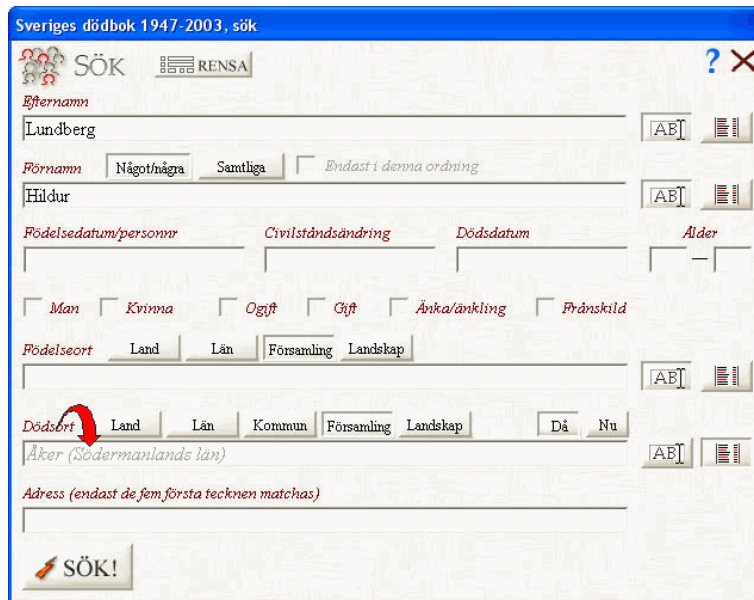 Sveriges dödbok 1947-2003, sök
SÖK RENSA ?
Efternamn
Lundberg AB
Förnamn Något/några Samtliga Endast i denna ordning
Hildur AB
Födelsedatum/personnr Civilståndsändring Dödsdatum Ålder
—
Man Kvinna Ogift Gift Änka/änkling Frånskild
Födelseort Land Län Församling Landskap
AB
Dödsort Land Län Kommun Församling Landskap Då Nu
Åker (Södermanlands län) AB
Adress (endast de fem första tecknen matchas)
SÖK!